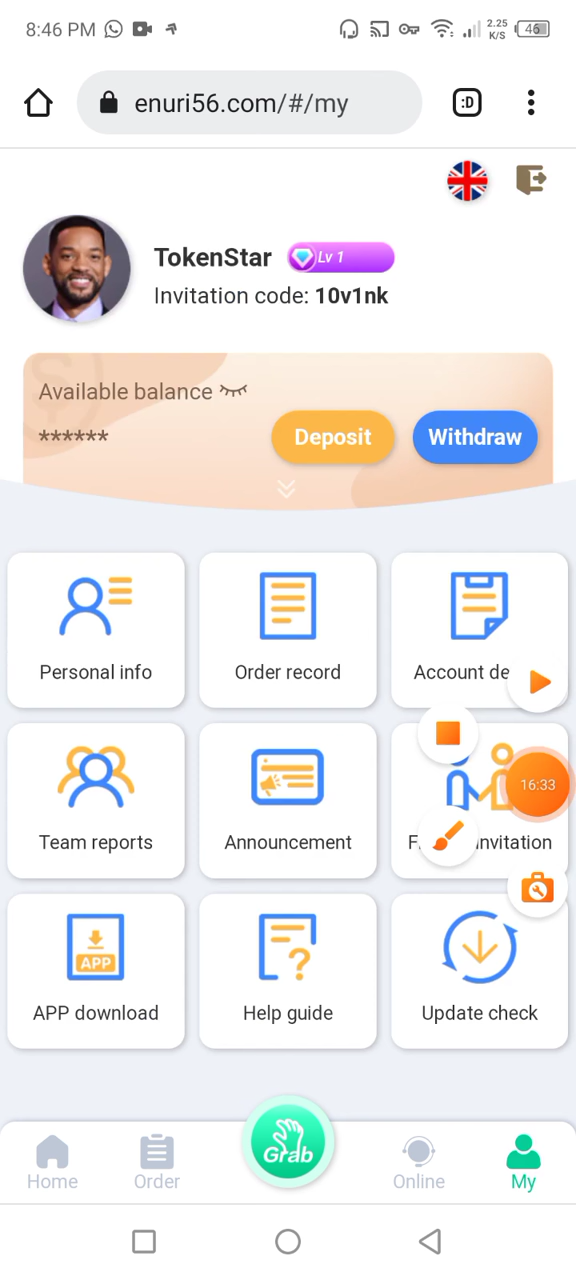 8:46 PM 2.25 K/S 46
enuri56.com/#/my :D
TokenStar Lv 1
Invitation code: 10v1nk
Available balance
****** Deposit Withdraw
Personal info Order record Account de
Team reports Announcement F invitation
16:33
APP
?
APP download Help guide Update check
Grab
Home Order Online My